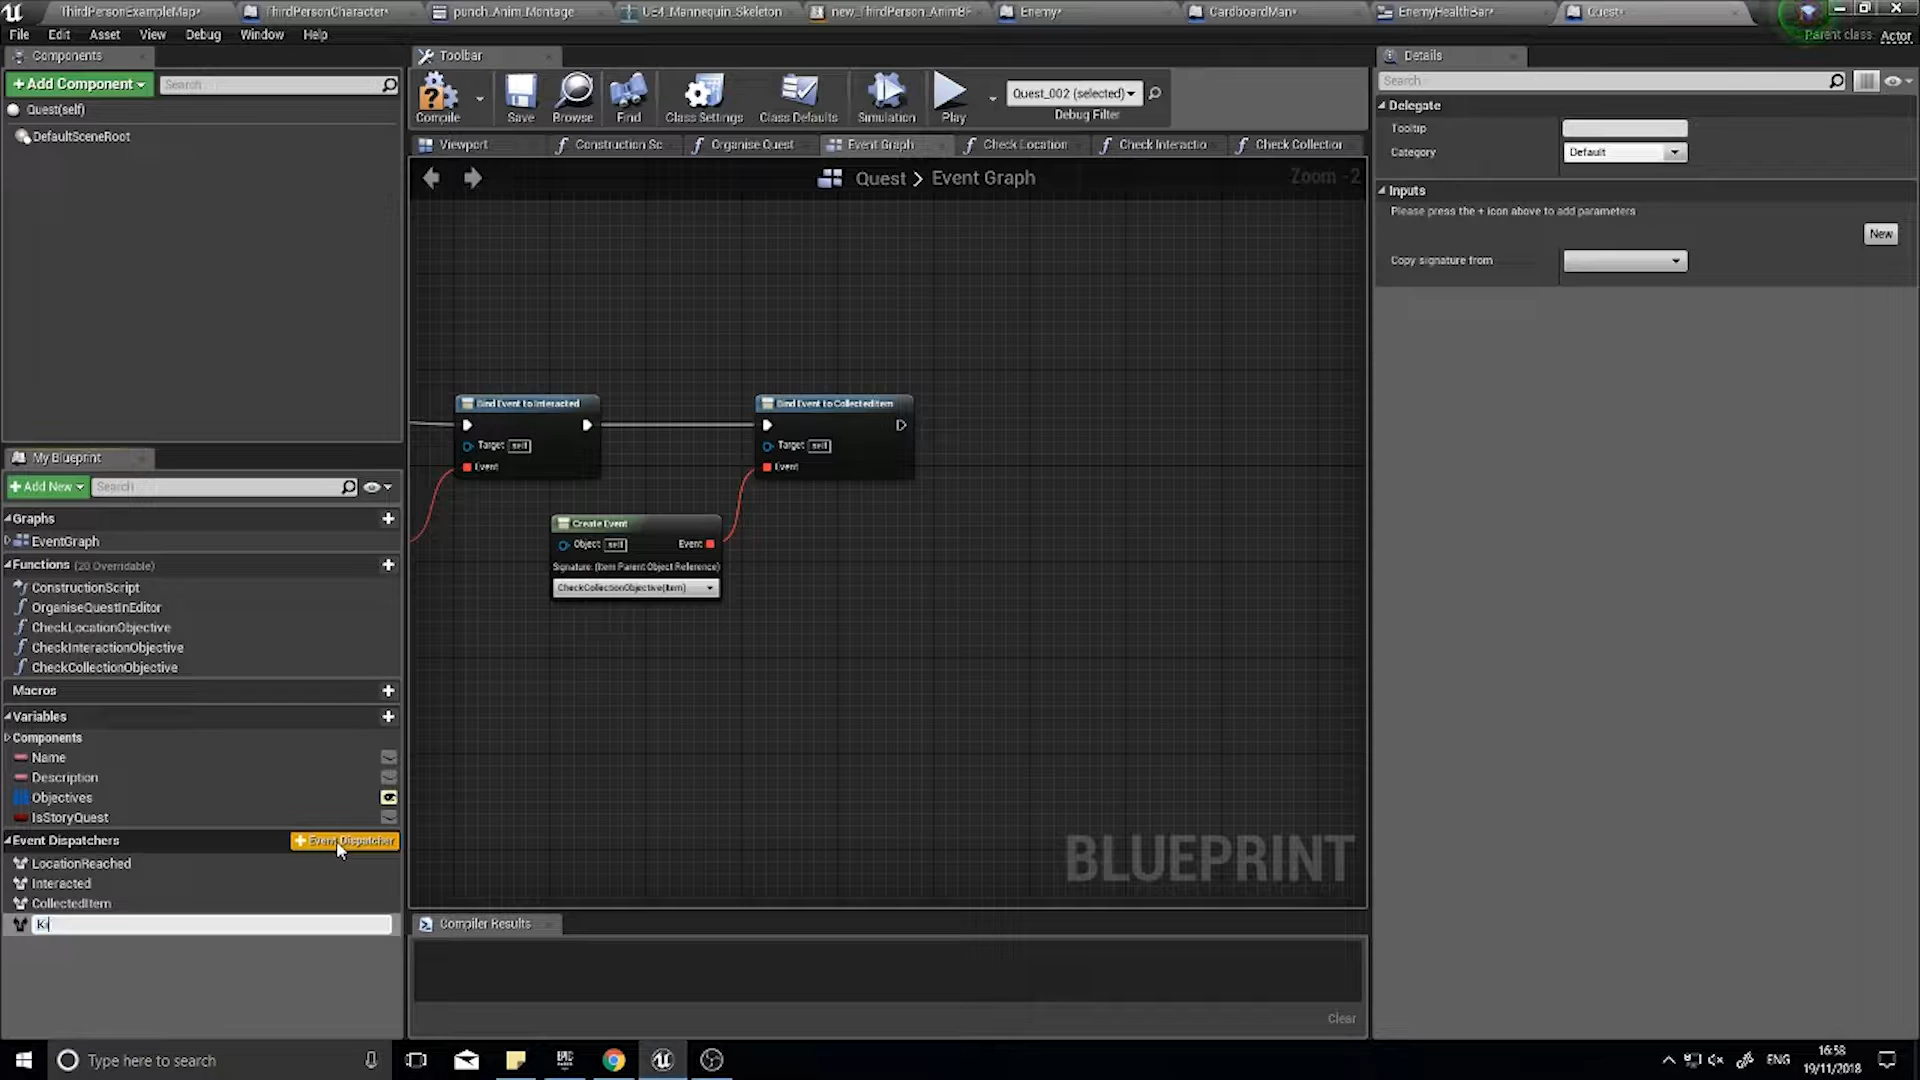 ThirdPersonExampleMap*
ThirdPersonCharacter*
punch_Anim_Montage
UE4_Mannequin_Skeleton
new_ThirdPerson_AnimBP
Enemy*
CardboardMan*
EnemyHealthBar*
Quest*
File Edit Asset View Debug Window Help
Parent class: Actor
Components
+Add Component
Search
Quest(self)
DefaultSceneRoot
Toolbar
Compile
Save
Browse
Find
Class Settings
Class Defaults
Simulation
Play
Quest_002 (selected)
Debug Filter
Viewport
Construction Sc
Organise Quest
Event Graph
Check Location
Check Interactio
Check Collection
Quest > Event Graph
Zoom -2
Bind Event to Interacted
Target self
Event
Bind Event to CollectedItem
Target self
Event
Create Event
Object self Event
Signature: (Item Parent Object Reference)
CheckCollectionObjective(Item)
BLUEPRINT
My Blueprint
+Add New
Search
Graphs
EventGraph
Functions (20 Overridable)
ConstructionScript
OrganiseQuestInEditor
CheckLocationObjective
CheckInteractionObjective
CheckCollectionObjective
Macros
Variables
Components
Name
Description
Objectives
IsStoryQuest
Event Dispatchers
+ Event Dispatcher
LocationReached
Interacted
CollectedItem
Ki
Compiler Results
Clear
Details
Search
Delegate
Tooltip
Category
Default
Inputs
Please press the + icon above to add parameters
New
Copy signature from
Type here to search
EPIC
ENG
16:58
19/11/2018